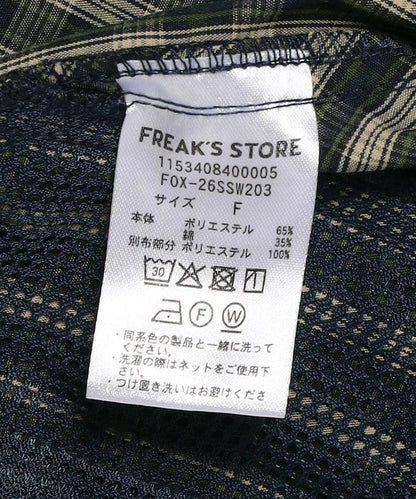 FREAK'S STORE
1153408400005
FOX-26SSW203
サイズ F
本体 ポリエステル 65%
綿 35%
別布部分 ポリエステル 100%
30
F W
・同系色の製品と一緒に洗ってください。
・洗濯の際はネットをご使用下さい。
・つけ置き洗いはお避けください